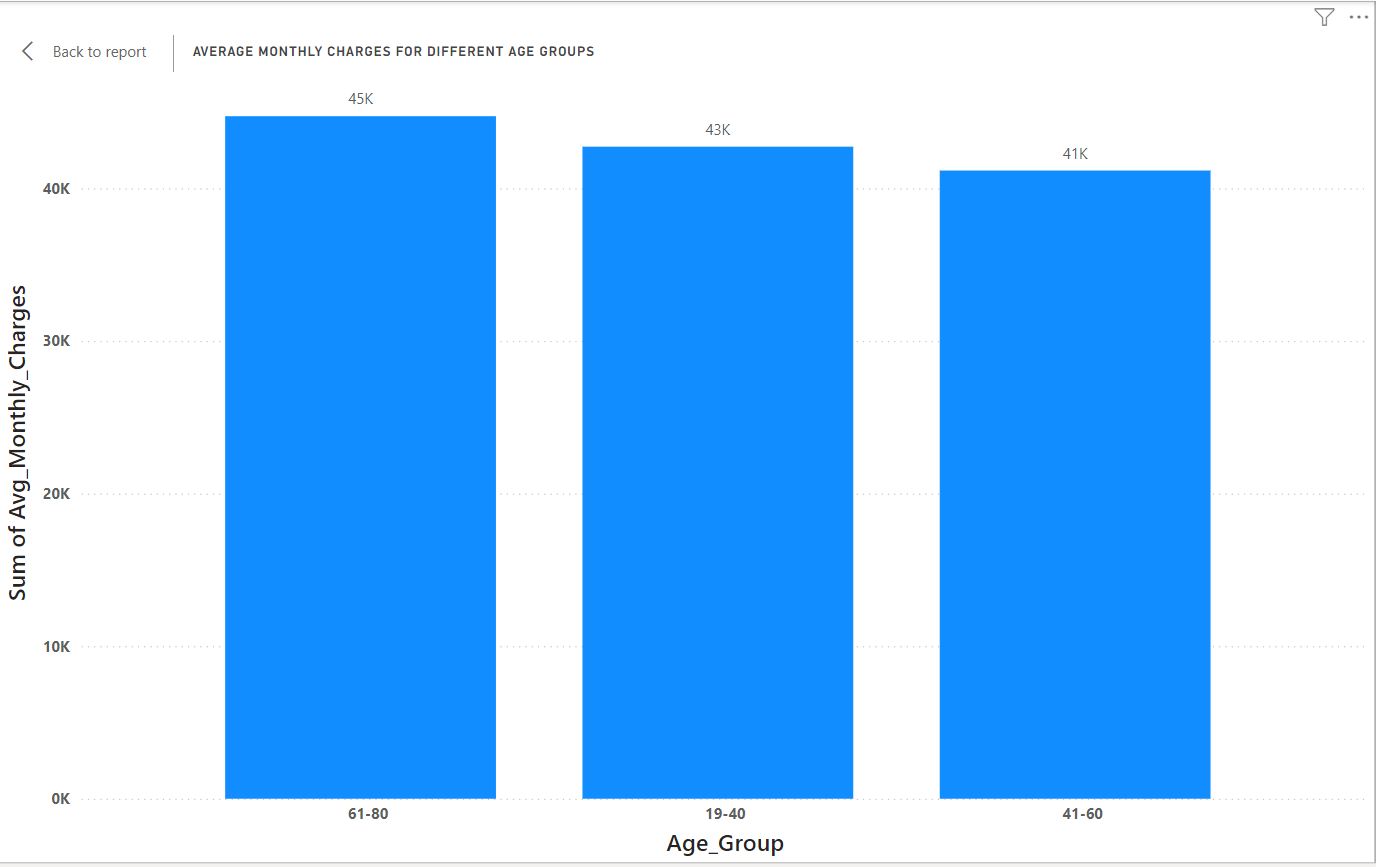 Back to report
AVERAGE MONTHLY CHARGES FOR DIFFERENT AGE GROUPS
45K
43K
41K
40K
30K
20K
10K
0K
Sum of Avg_Monthly_Charges
61-80
19-40
41-60
Age_Group